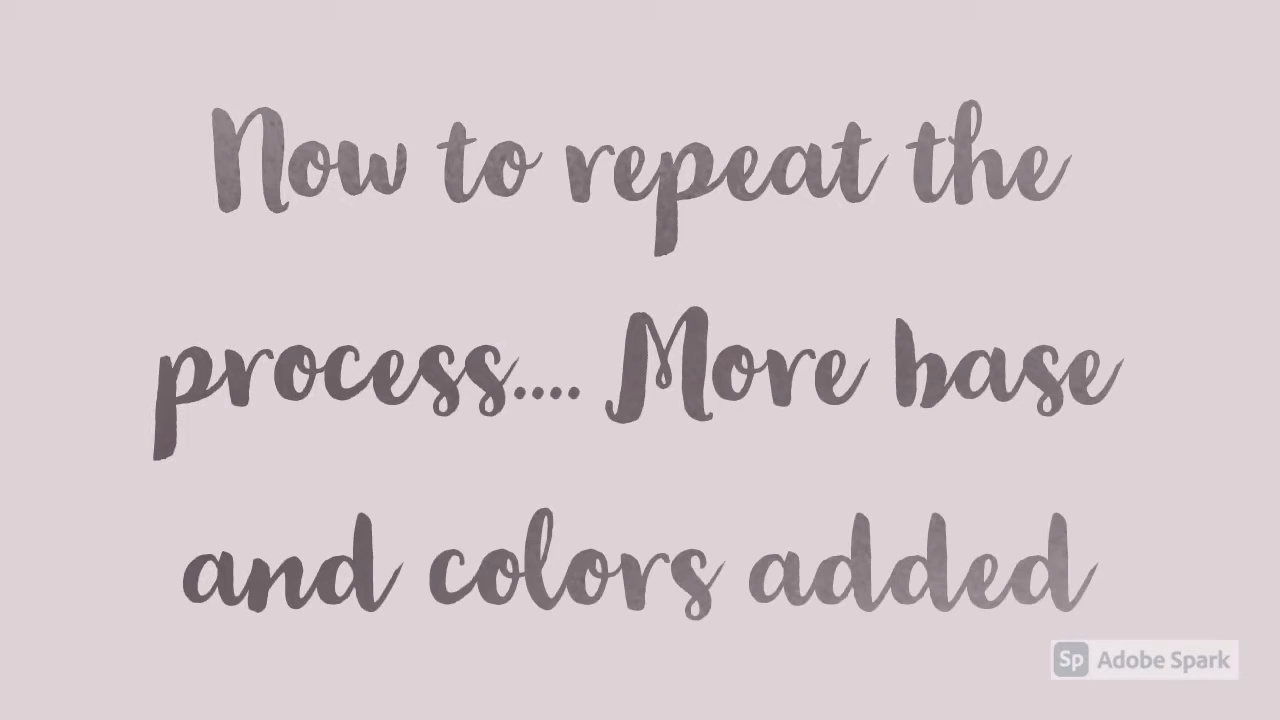 Now to repeat the
process.... More base
and colors added
Sp Adobe Spark